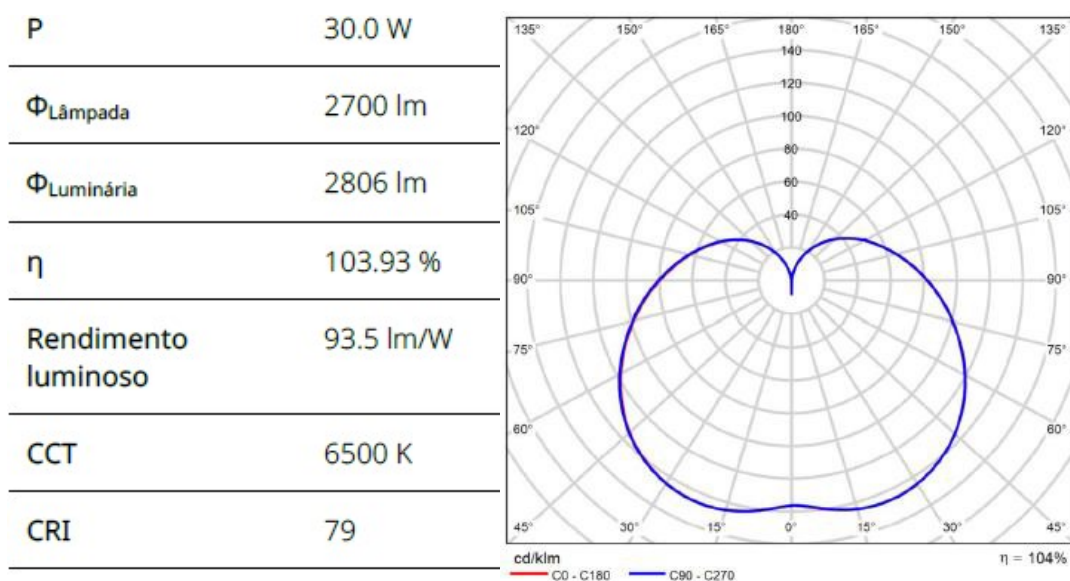 P 30.0 W
ΦLâmpada 2700 lm
ΦLuminária 2806 lm
η 103.93 %
Rendimento luminoso 93.5 lm/W
CCT 6500 K
CRI 79
135° 150° 165° 180° 165° 150° 135°
140
120
120° 100 120°
80
60
105° 40 105°
90° 90°
75° 75°
60° 60°
45° 30° 15° 0° 15° 30° 45°
cd/klm η = 104%
C0 - C180 C90 - C270